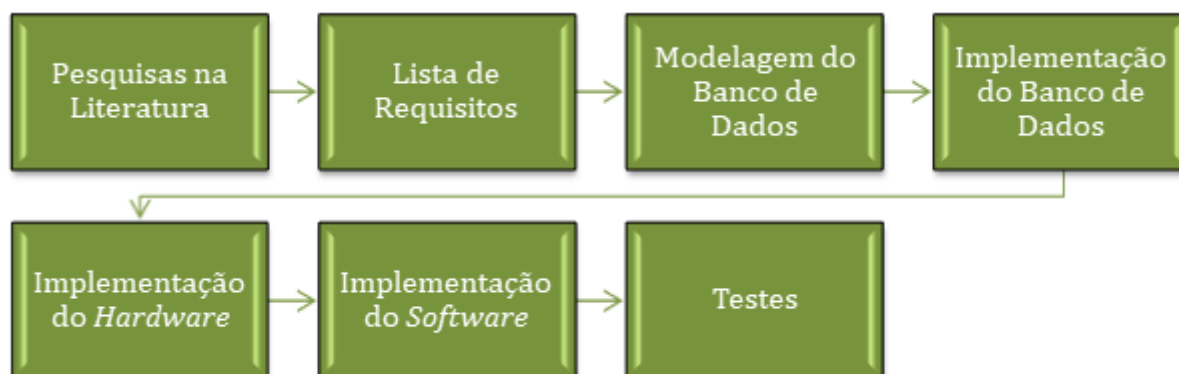 Pesquisas na
Literatura
Lista de
Requisitos
Modelagem do
Banco de
Dados
Implementação
do Banco de
Dados
Implementação
do Hardware
Implementação
do Software
Testes